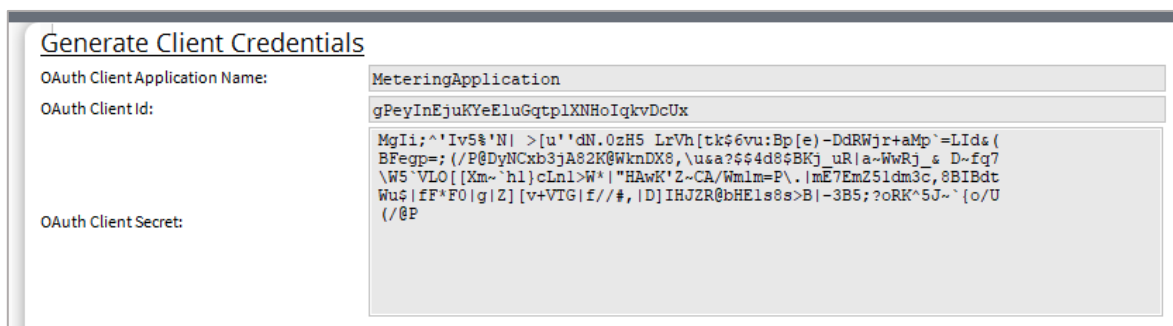 Generate Client Credentials
OAuth Client Application Name:
MeteringApplication
OAuth Client Id:
gPeyInEjuKYeEluGqtplXNHoIqkvDcUx
OAuth Client Secret:
MgIi;^'Iv5%'N| >[u''dN.0zH5 LrVh[tk$6vu:Bp[e)-DdRWjr+aMp`=LId&(
BFegp=;(/P@DyNCxb3jA82K@WknDX8,\u&a?$$4d8$BKj_uR|a~WwRj_& D~fq7
\W5`VLO[[Xm~`h1}cLnl>W*|"HAwK'Z~CA/Wmlm=P\.|mE7EmZ5ldm3c,8BIBdt
Wu$|fF*F0|g|Z][v+VTG|f//#,|D]IHJZR@bHEls8s>B|-3B5;?oRK^5J~`{o/U
(/@P